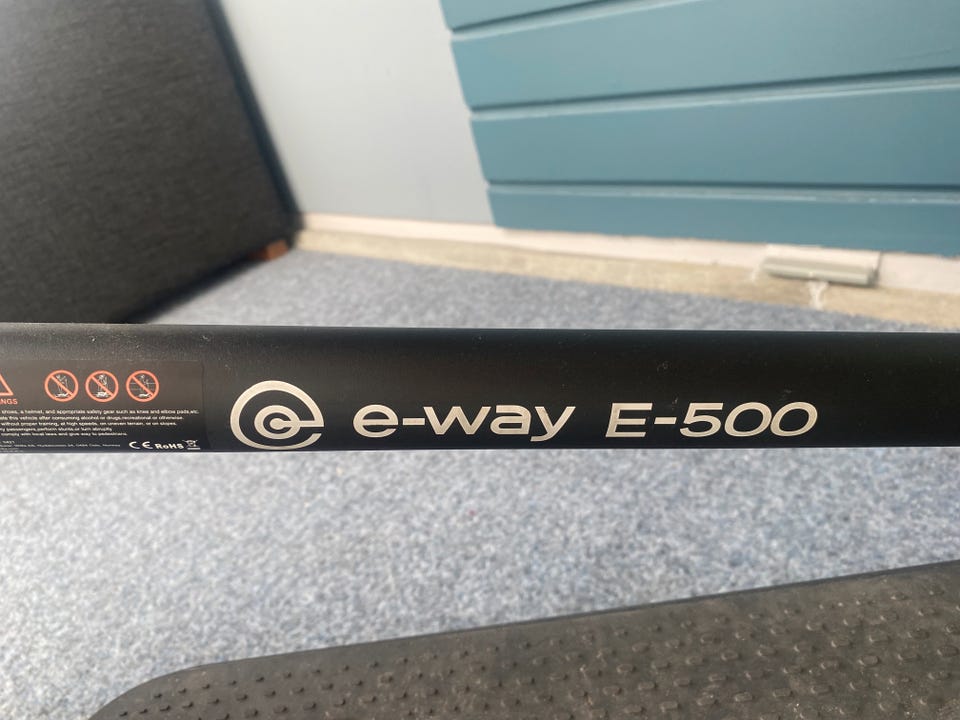 NGS
shoes, a helmet, and appropriate safety gear such as knee and elbow pads,etc.
this vehicle after consuming alcohol or drugs,recreational or otherwise.
without proper training, at high speeds, on uneven terrain, or on slopes.
passengers,perform stunts,or turn abruptly
comply with local laws and give way to pedestrians.
CE RoHS
e-way E-500